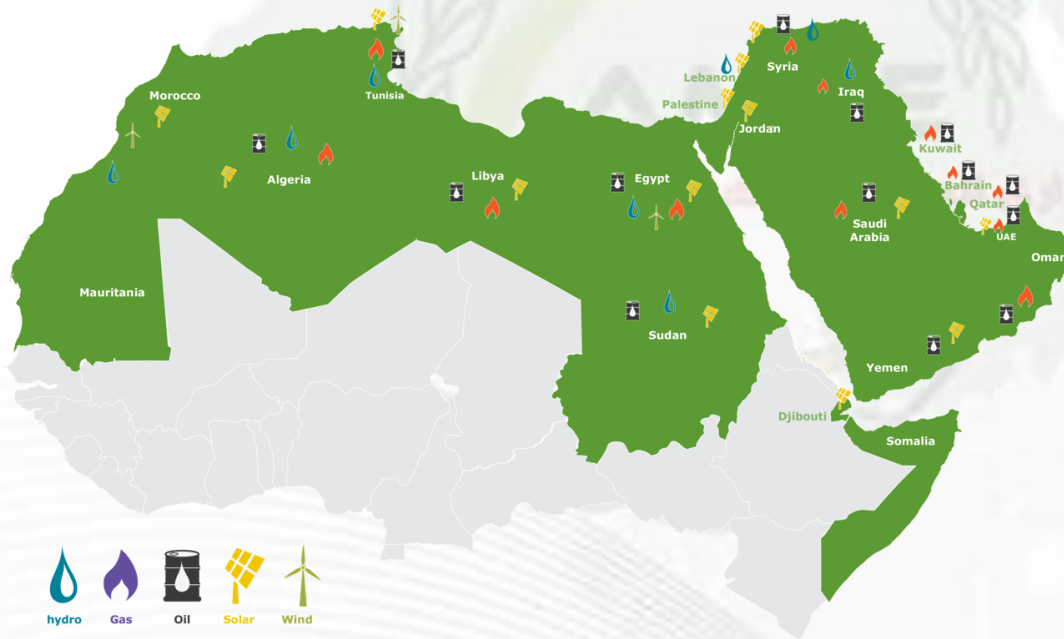 Morocco
Tunisia
Algeria
Libya
Egypt
Mauritania
Sudan
Lebanon
Syria
Palestine
Iraq
Jordan
Kuwait
Bahrain
Qatar
Saudi
Arabia
UAE
Oman
Yemen
Djibouti
Somalia
hydro
Gas
Oil
Solar
Wind